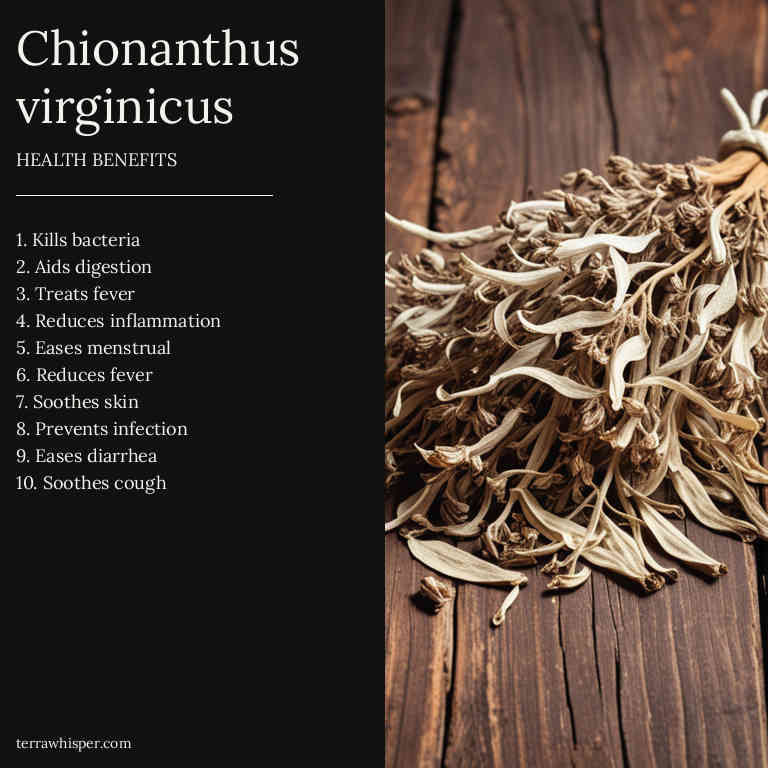 Chionanthus
virginicus
HEALTH BENEFITS
1. Kills bacteria
2. Aids digestion
3. Treats fever
4. Reduces inflammation
5. Eases menstrual
6. Reduces fever
7. Soothes skin
8. Prevents infection
9. Eases diarrhea
10. Soothes cough
terrawhisper.com